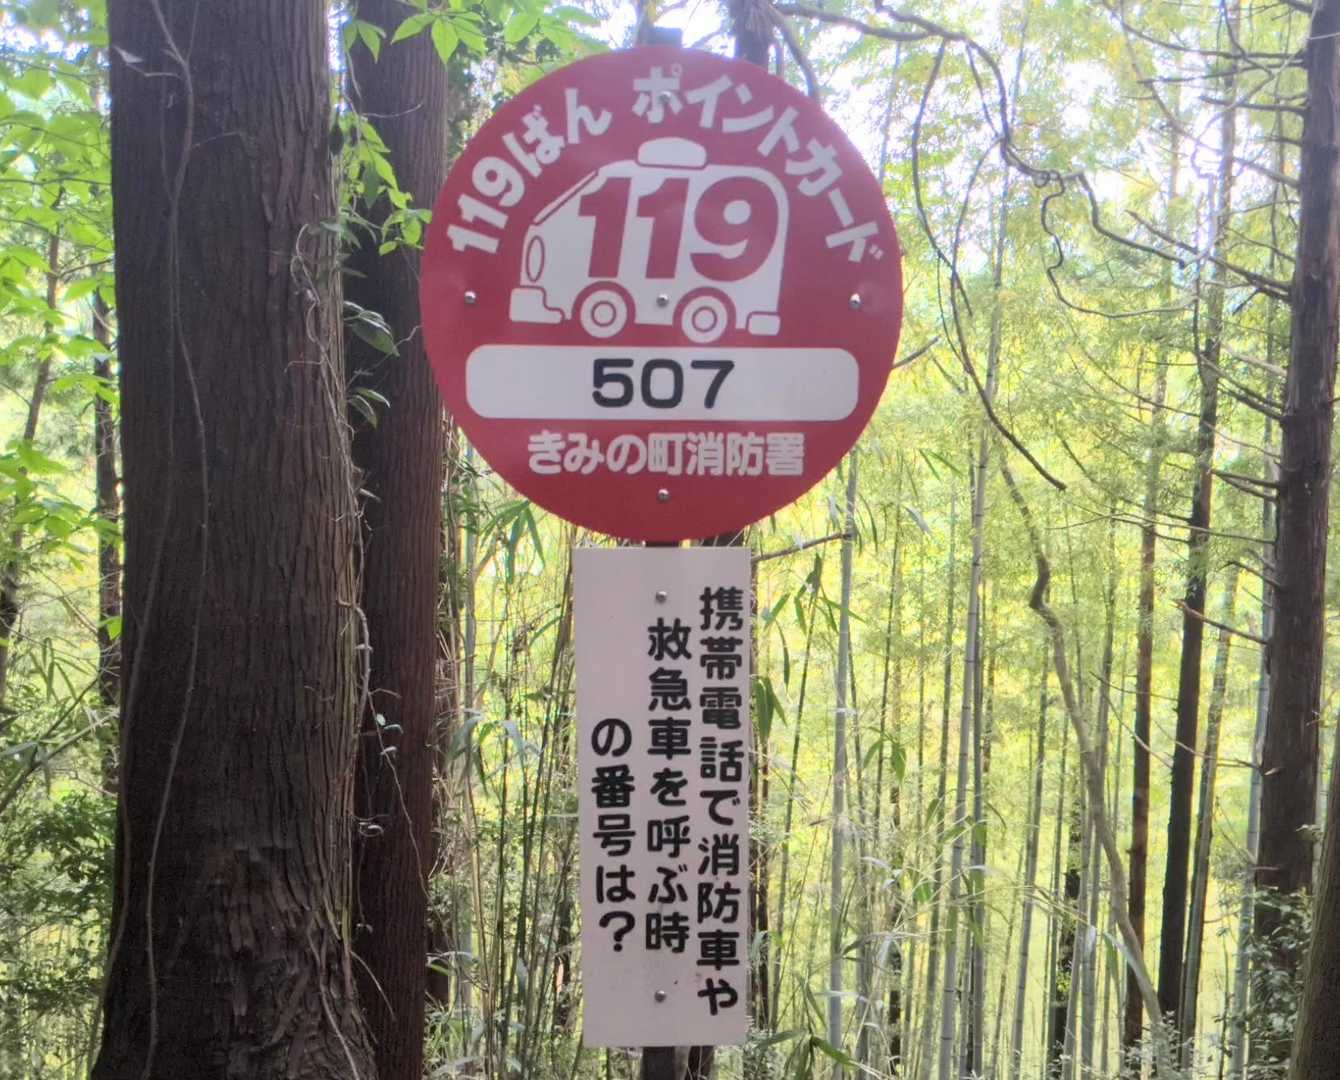 119ばん ポイントカード
119
507
きみの町消防署
携帯電話で消防車や
救急車を呼ぶ時
の番号は？